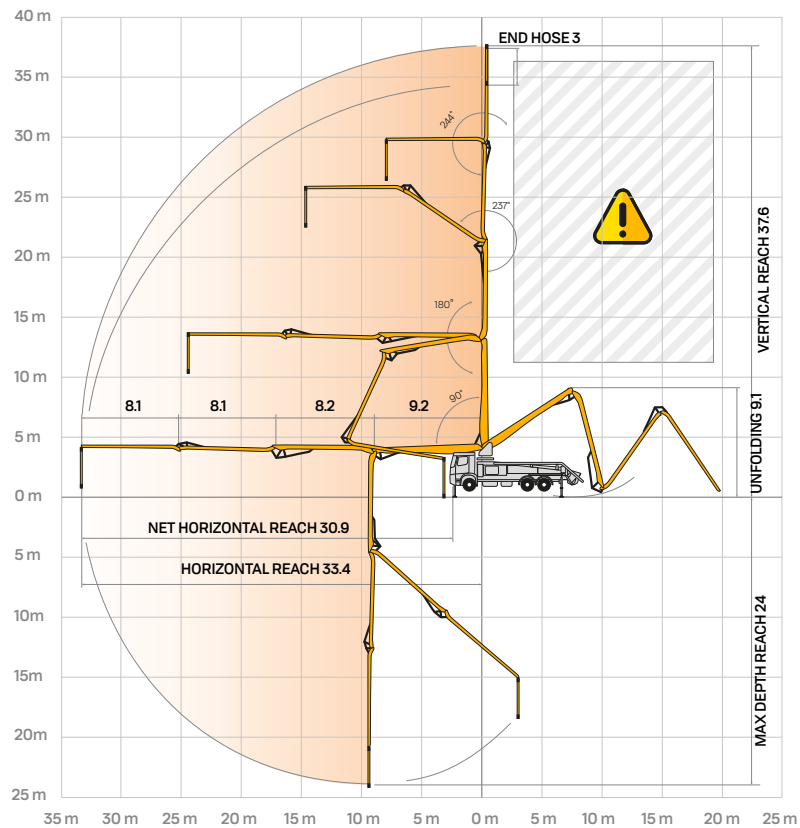 40 m
END HOSE 3
35 m
244°
30 m
25 m
237°
20 m
VERTICAL REACH 37.6
15 m
180°
10 m
8.1
8.1
8.2
9.2
90°
UNFOLDING 9.1
5 m
0 m
NET HORIZONTAL REACH 30.9
5 m
HORIZONTAL REACH 33.4
10m
15m
MAX DEPTH REACH 24
20 m
25 m
35 m
30 m
25 m
20 m
15 m
10 m
5 m
0 m
5 m
10 m
15 m
20 m
25 m